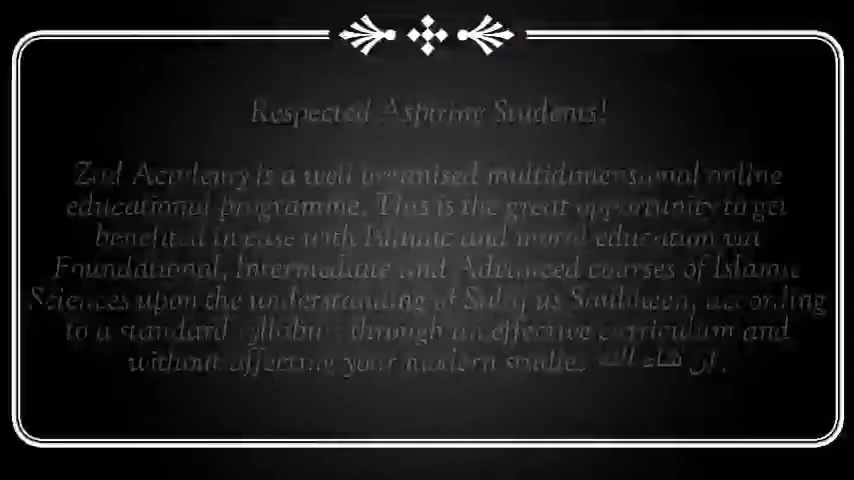 Respected Aspiring Students!
Zad Academy is a well organised multidimensional online
educational programme. This is the great opportunity to get
benefited in ease with Islamic and moral education via
Foundational, Intermediate and Advanced courses of Islamic
Sciences upon the understanding of Salaf us Saaliheen, according
to a standard syllabus through an effective curriculum and
without affecting your modern studies إن شاء الله.